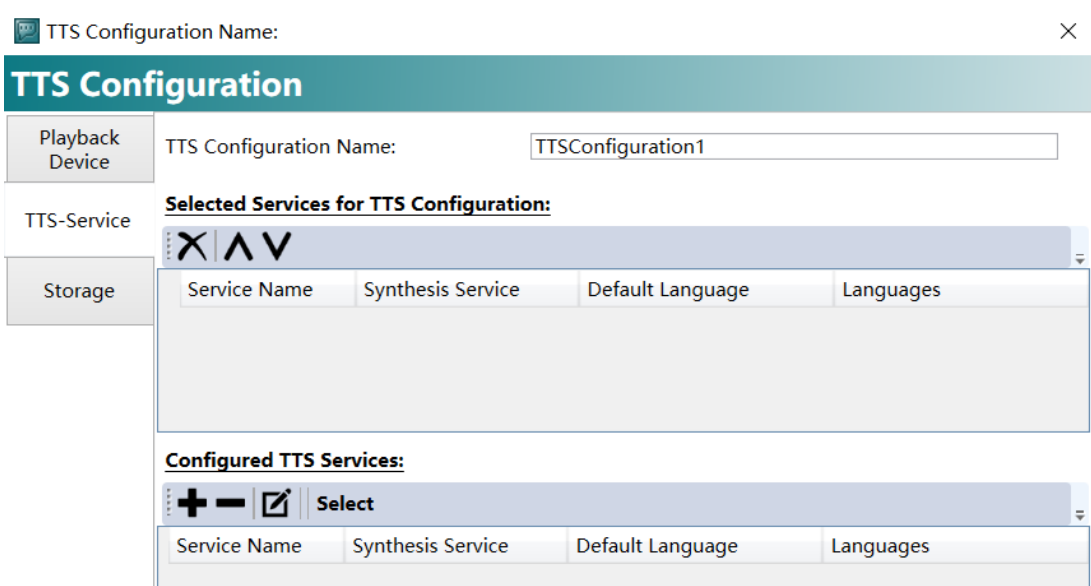 TTS Configuration Name:
TTS Configuration
Playback
Device
TTS-Service
Storage
TTS Configuration Name:
TTSConfiguration1
Selected Services for TTS Configuration:
Service Name
Synthesis Service
Default Language
Languages
Configured TTS Services:
Select
Service Name
Synthesis Service
Default Language
Languages